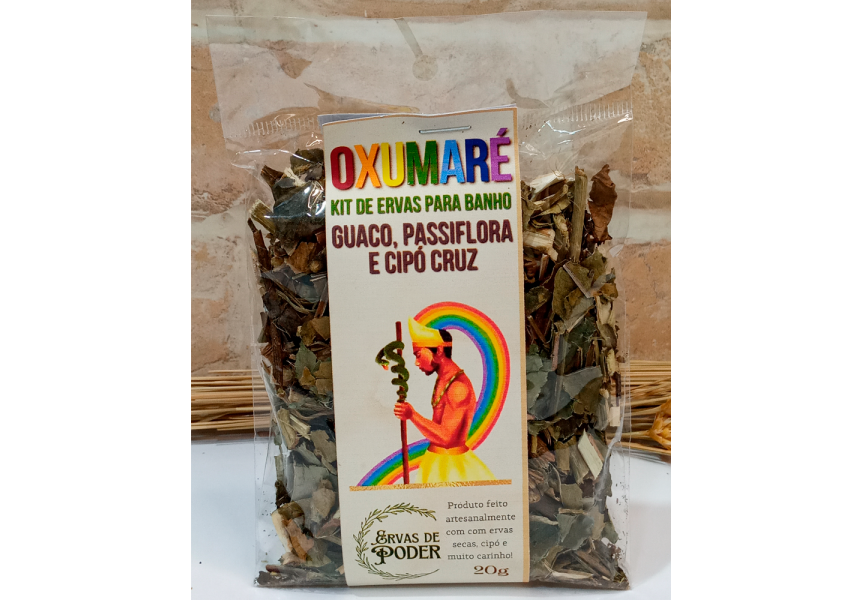 OXUMARÉ
KIT DE ERVAS PARA BANHO
GUACO, PASSIFLORA
E CIPÓ CRUZ
ERVAS DE
PODER
Produto feito
artesanalmente
com com ervas
secas, cipó e
muito carinho!
20g